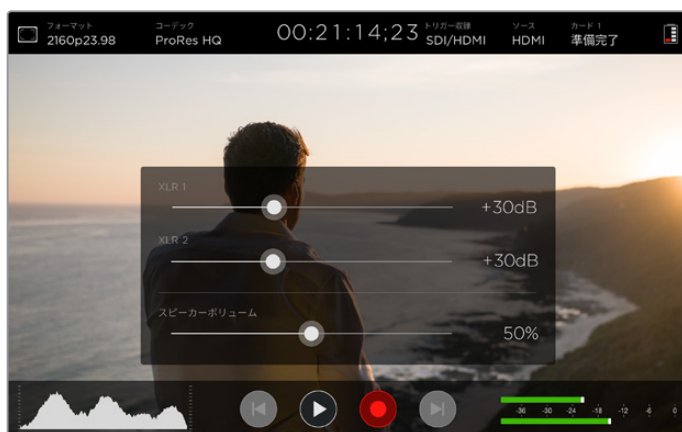 フォーマット
2160p23.98
コーデック
ProRes HQ
00:21:14;23
トリガー収録
SDI/HDMI
ソース
HDMI
カード 1
準備完了
XLR 1
+30dB
XLR 2
+30dB
スピーカーボリューム
50%
-36 -30 -24 -18 -12 -6 0